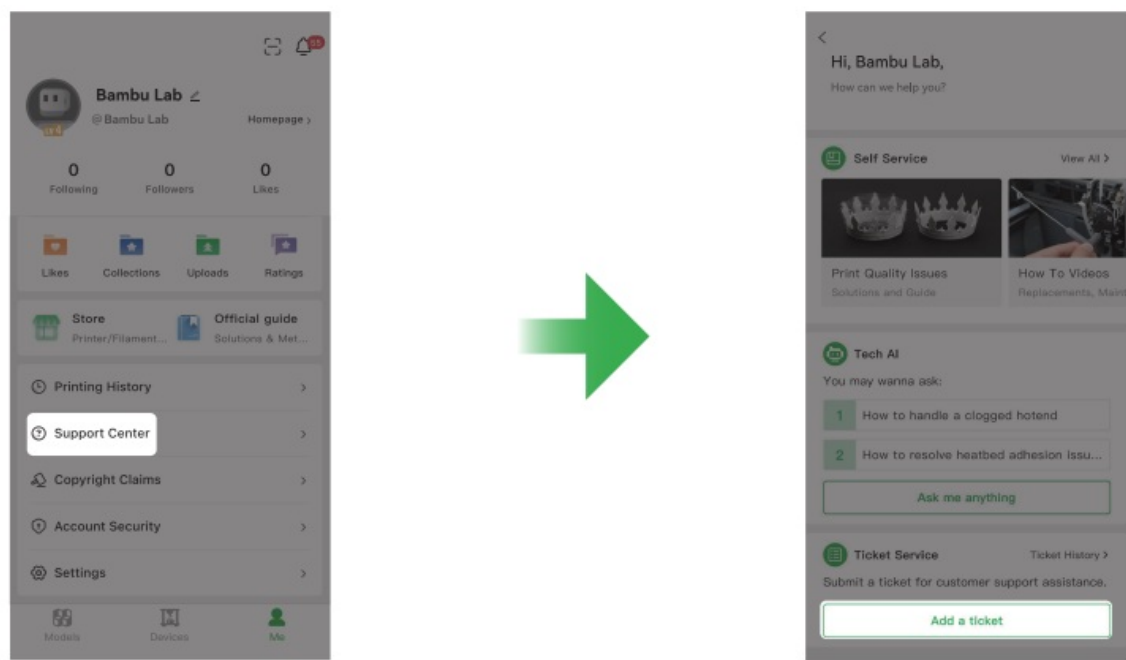 55
Bambu Lab
@ Bambu Lab
Homepage >
0
0
0
Following
Followers
Likes
Likes
Collections
Uploads
Ratings
Store
Printer/Filament...
Official guide
Solutions & Met...
Printing History
Support Center
Copyright Claims
Account Security
Settings
Models
Devices
Me
Hi, Bambu Lab,
How can we help you?
Self Service
View All >
Print Quality Issues
Solutions and Guide
How To Videos
Replacements, Maint
Tech AI
You may wanna ask:
1 How to handle a clogged hotend
2 How to resolve heatbed adhesion issu...
Ask me anything
Ticket Service
Ticket History >
Submit a ticket for customer support assistance.
Add a ticket